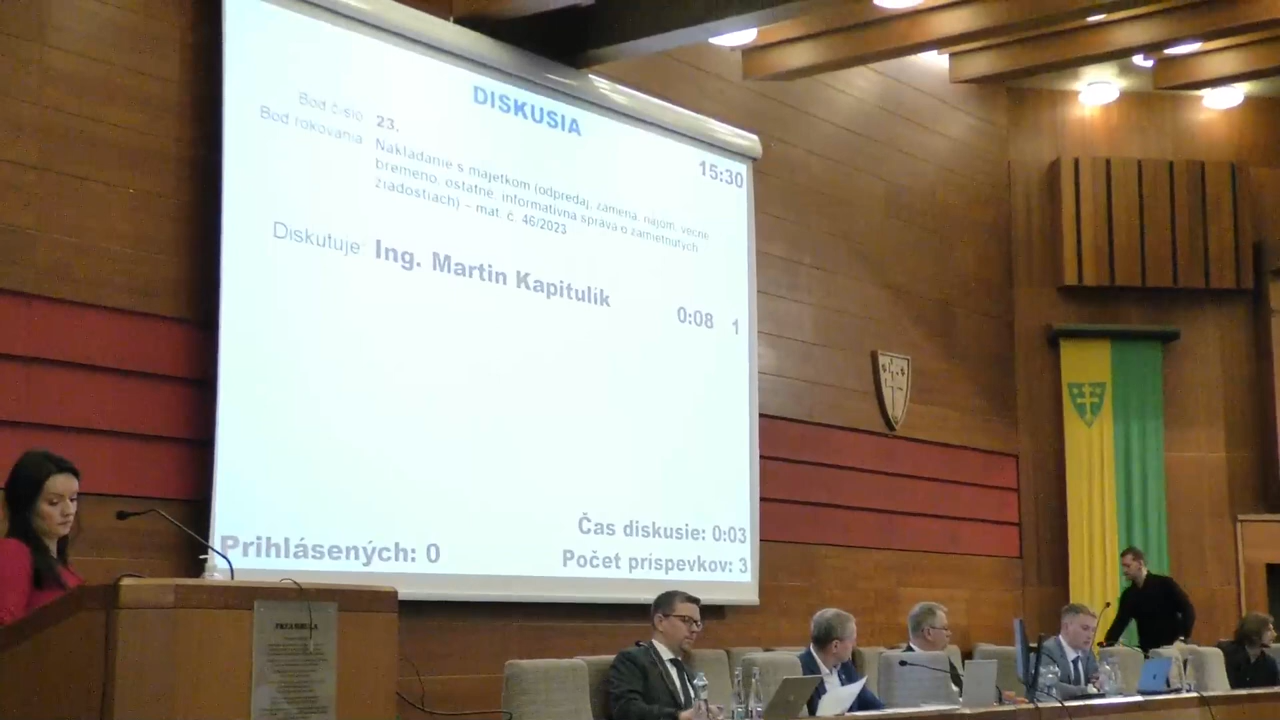 DISKUSIA
15:30
Bod číslo 23.
Bod rokovania Nakladanie s majetkom (odpredaj, zámena, nájom, vecné
bremeno, ostatné, informatívna správa o zamietnutých
žiadostiach) – mat. č. 46/2023
Diskutuje: Ing. Martin Kapitulík
0:08 1
Čas diskusie: 0:03
Prihlásených: 0
Počet príspevkov: 3